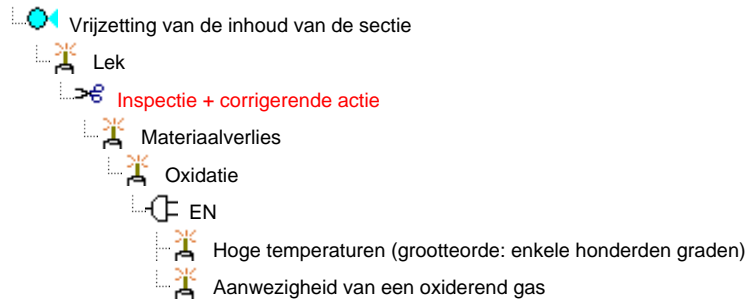 Vrijzetting van de inhoud van de sectie
Lek
Inspectie + corrigerende actie
Materiaalverlies
Oxidatie
EN
Hoge temperaturen (grootteorde: enkele honderden graden)
Aanwezigheid van een oxiderend gas